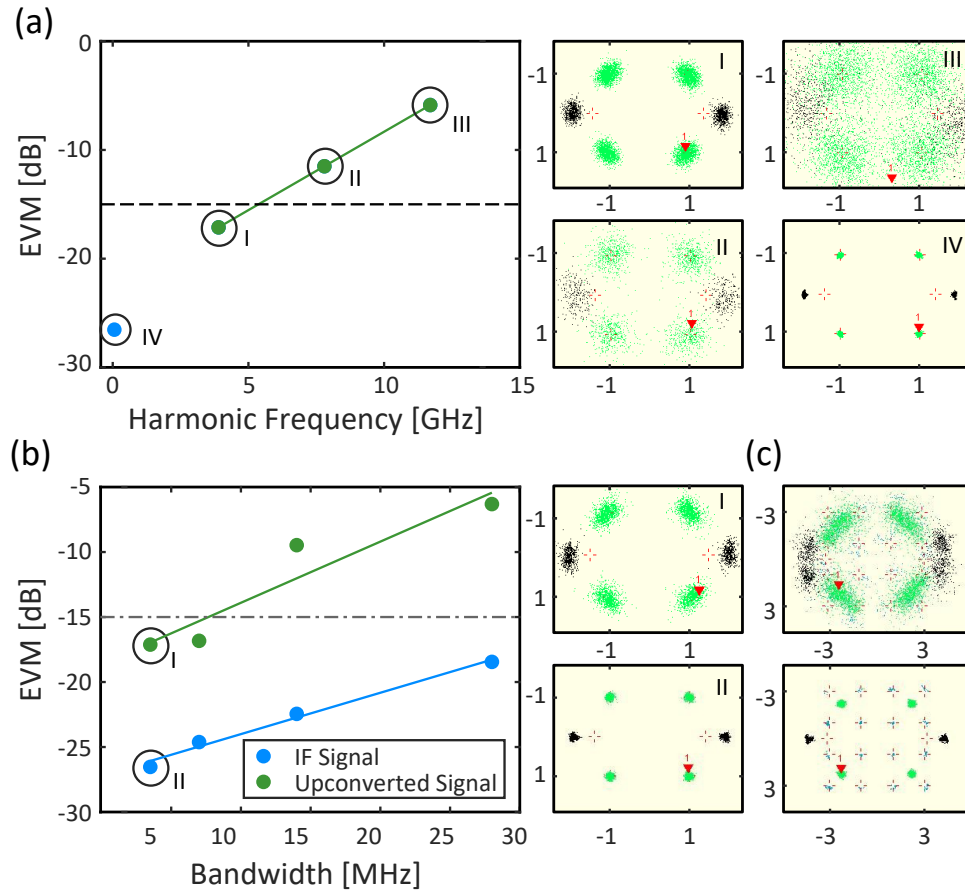 (a)
0
-10
-20
-30
EVM [dB]
I
II
III
IV
0 5 10 15
Harmonic Frequency [GHz]
I
-1
1
1
-1 1
III
-1
1
1
-1 1
II
-1
1
1
-1 1
IV
-1
1
1
-1 1
(b)
-5
-10
-15
-20
-25
-30
EVM [dB]
I
II
IF Signal
Upconverted Signal
5 10 15 20 25 30
Bandwidth [MHz]
I
-1
1
1
-1 1
II
-1
1
1
-1 1
(c)
-3
3
1
-3 3
-3
3
1
-3 3